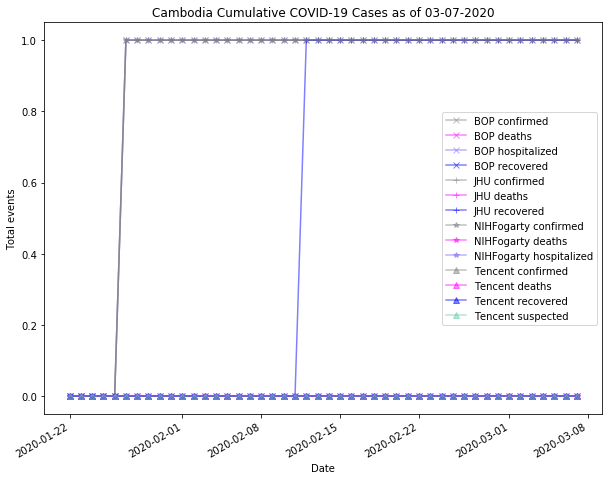 Cambodia Cumulative COVID-19 Cases as of 03-07-2020
1.0
0.8
0.6
0.4
0.2
0.0
Total events
BOP confirmed
BOP deaths
BOP hospitalized
BOP recovered
JHU confirmed
JHU deaths
JHU recovered
NIHFogarty confirmed
NIHFogarty deaths
NIHFogarty hospitalized
Tencent confirmed
Tencent deaths
Tencent recovered
Tencent suspected
2020-01-22
2020-02-01
2020-02-08
2020-02-15
2020-02-22
2020-03-01
2020-03-08
Date